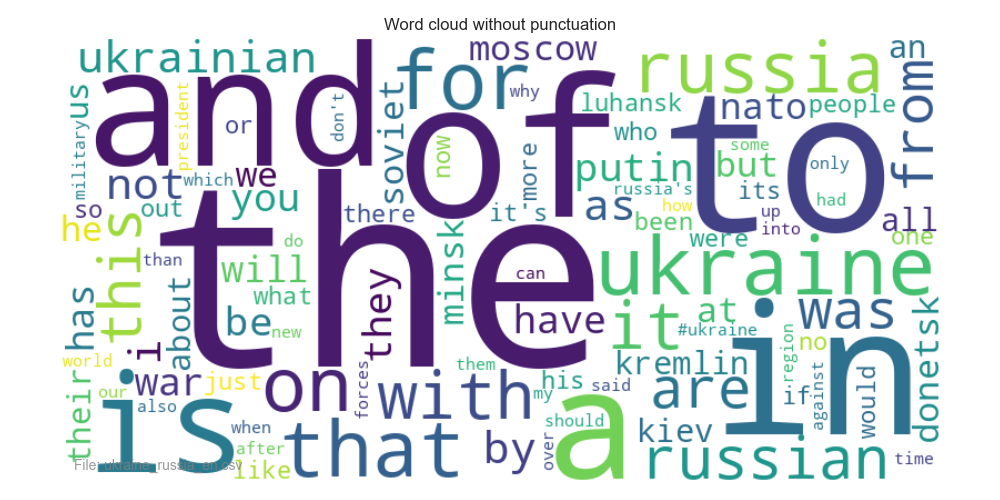 Word cloud without punctuation
ukrainian and of for moscow russia an
us military president don't soviet why luhansk nato people from
or now who some
not which we more putin but only
so out you there it's as russia's its had
he this how been up into all
than do the were one
has about will they minsk can ukraine
what be new have it at was
i #ukraine donetsk
world war just on them kremlin region no
their our also forces with his said are in if against would
is my a
when that by should kiev
after like over russian time
File: ukraine_russia_en.csv